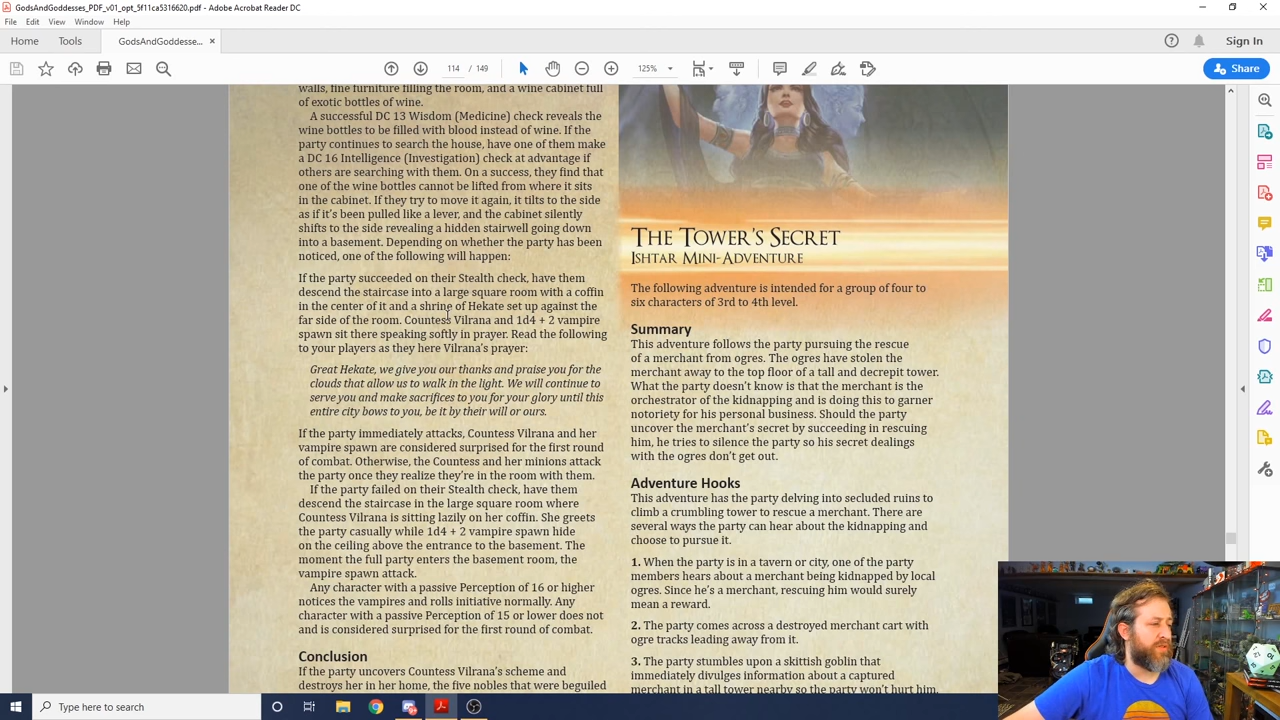 GodsAndGoddesses_PDF_v01_opt_5f11ca5316620.pdf - Adobe Acrobat Reader DC
File Edit View Window Help
Home Tools GodsAndGoddesse... × Sign In
114 / 149 125% Share
walls, fine furniture filling the room, and a wine cabinet full
of exotic bottles of wine.
A successful DC 13 Wisdom (Medicine) check reveals the
wine bottles to be filled with blood instead of wine. If the
party continues to search the house, have one of them make
a DC 16 Intelligence (Investigation) check at advantage if
others are searching with them. On a success, they find that
one of the wine bottles cannot be lifted from where it sits
in the cabinet. If they try to move it again, it tilts to the side
as if it's been pulled like a lever, and the cabinet silently
shifts to the side revealing a hidden stairwell going down
into a basement. Depending on whether the party has been
noticed, one of the following will happen:
If the party succeeded on their Stealth check, have them
descend the staircase into a large square room with a coffin
in the center of it and a shrine of Hekate set up against the
far side of the room. Countess Vilrana and 1d4 + 2 vampire
spawn sit there speaking softly in prayer. Read the following
to your players as they here Vilrana's prayer:
Great Hekate, we give you our thanks and praise you for the
clouds that allow us to walk in the light. We will continue to
serve you and make sacrifices to you for your glory until this
entire city bows to you, be it by their will or ours.
If the party immediately attacks, Countess Vilrana and her
vampire spawn are considered surprised for the first round
of combat. Otherwise, the Countess and her minions attack
the party once they realize they're in the room with them.
If the party failed on their Stealth check, have them
descend the staircase in the large square room where
Countess Vilrana is sitting lazily on her coffin. She greets
the party casually while 1d4 + 2 vampire spawn hide
on the ceiling above the entrance to the basement. The
moment the full party enters the basement room, the
vampire spawn attack.
Any character with a passive Perception of 16 or higher
notices the vampires and rolls initiative normally. Any
character with a passive Perception of 15 or lower does not
and is considered surprised for the first round of combat.
Conclusion
If the party uncovers Countess Vilrana's scheme and
destroys her in her home, the five nobles that were beguiled
The Tower's Secret
Ishtar Mini-Adventure
The following adventure is intended for a group of four to
six characters of 3rd to 4th level.
Summary
This adventure follows the party pursuing the rescue
of a merchant from ogres. The ogres have stolen the
merchant away to the top floor of a tall and decrepit tower.
What the party doesn't know is that the merchant is the
orchestrator of the kidnapping and is doing this to garner
notoriety for his personal business. Should the party
uncover the merchant's secret by succeeding in rescuing
him, he tries to silence the party so his secret dealings
with the ogres don't get out.
Adventure Hooks
This adventure has the party delving into secluded ruins to
climb a crumbling tower to rescue a merchant. There are
several ways the party can hear about the kidnapping and
choose to pursue it.
1. When the party is in a tavern or city, one of the party
members hears about a merchant being kidnapped by local
ogres. Since he's a merchant, rescuing him would surely
mean a reward.
2. The party comes across a destroyed merchant cart with
ogre tracks leading away from it.
3. The party stumbles upon a skittish goblin that
immediately divulges information about a captured
merchant in a tall tower nearby so the party won't hurt him.
Type here to search